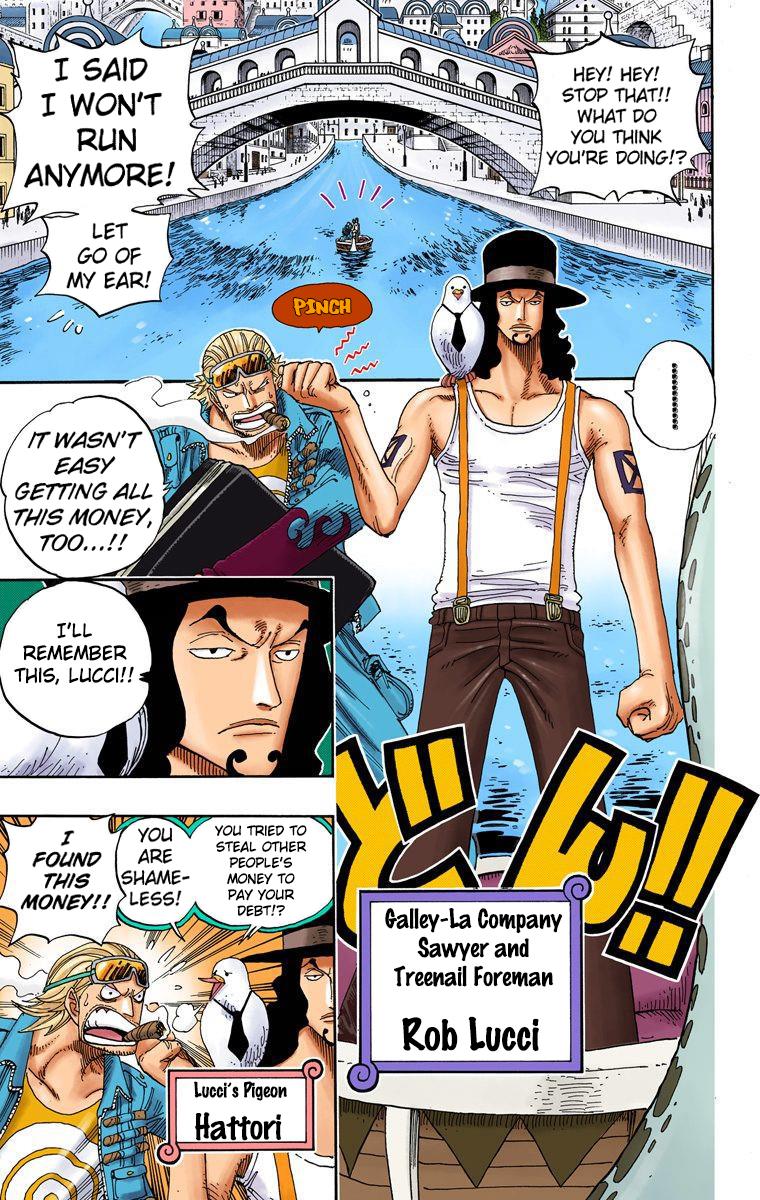 HEY! HEY!
STOP THAT!!
WHAT DO
YOU THINK
YOU'RE DOING!?
I SAID
I WON'T
RUN
ANYMORE!
LET
GO OF
MY EAR!
PINCH
..........
IT WASN'T
EASY
GETTING ALL
THIS MONEY,
TOO...!!
ドん!!
Galley-La Company
Sawyer and
Treenail Foreman
Rob Lucci
I'LL
REMEMBER
THIS, LUCCI!!
YOU TRIED TO
STEAL OTHER
PEOPLE'S
MONEY TO
PAY YOUR
DEBT!?
YOU
ARE
SHAME-
LESS!
I
FOUND
THIS
MONEY!!
Lucci's Pigeon
Hattori